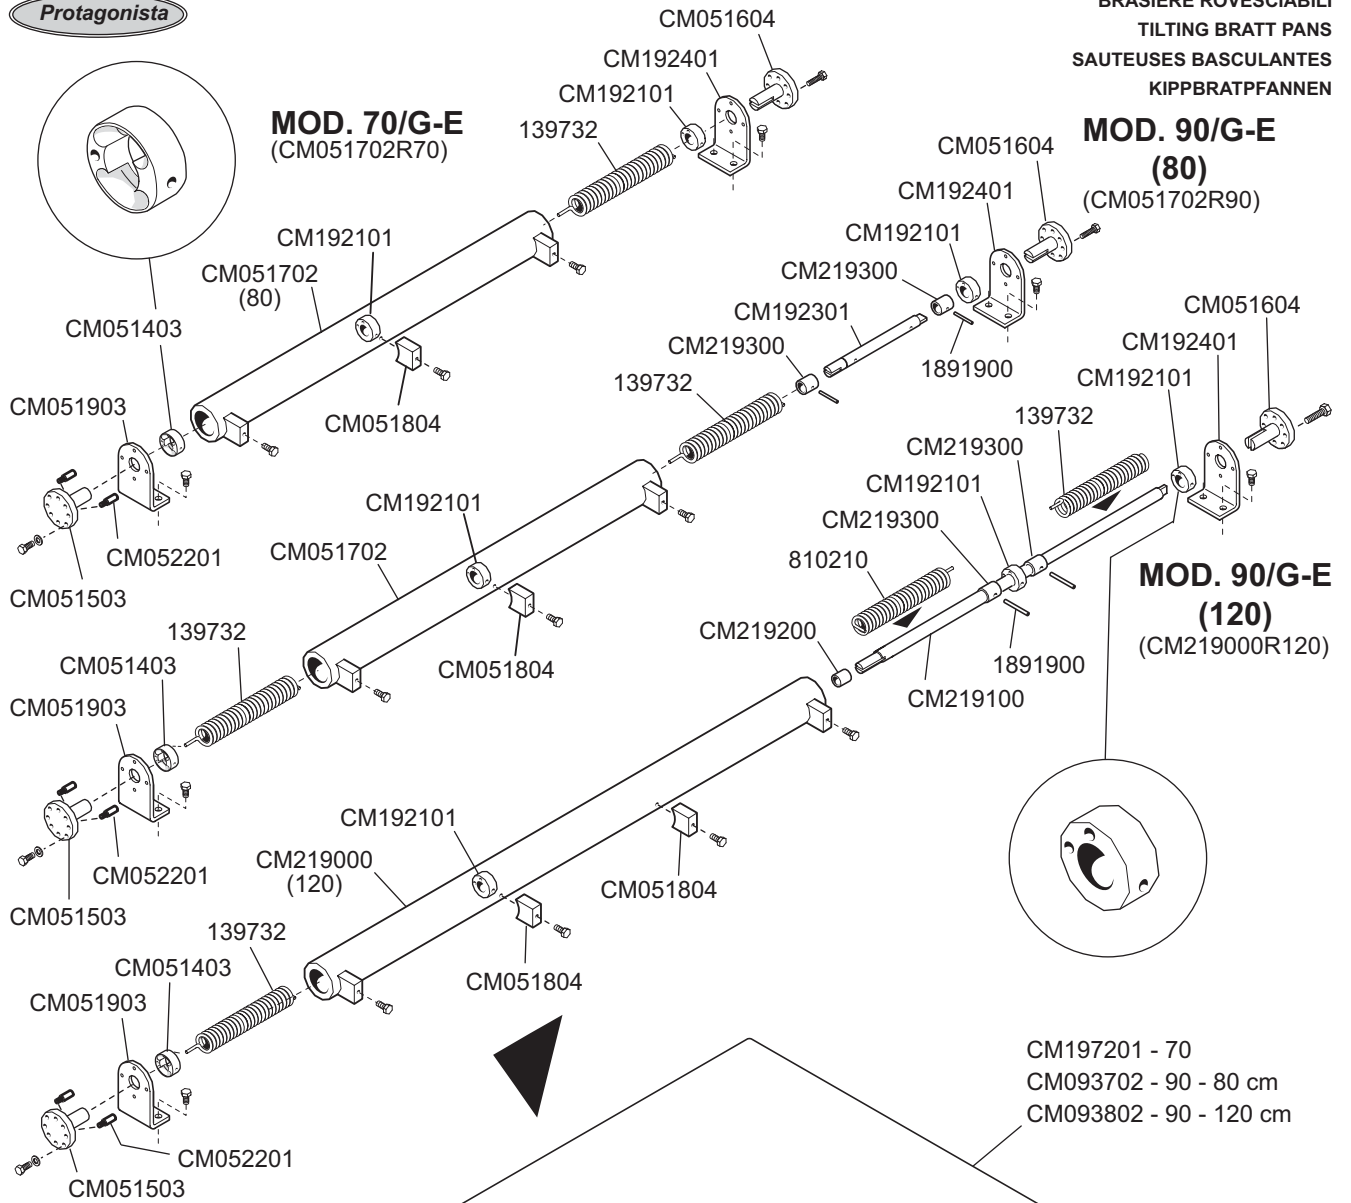 Protagonista
BRASIERE ROVESCIABILI
TILTING BRATT PANS
SAUTEUSES BASCULANTES
KIPPBRATPFANNEN
MOD. 70/G-E
(CM051702R70)
CM051604
CM192401
CM192101
139732
CM192101
CM051702
(80)
CM051403
CM051903
CM051804
CM052201
CM051503
MOD. 90/G-E
(80)
(CM051702R90)
CM051604
CM192401
CM192101
CM219300
CM192301
CM219300
1891900
139732
CM192101
CM051702
CM051804
139732
CM051403
CM051903
CM052201
CM051503
CM051604
CM192401
CM192101
139732
CM219300
CM192101
CM219300
810210
CM219200
1891900
CM219100
MOD. 90/G-E
(120)
(CM219000R120)
CM192101
CM219000
(120)
CM051804
CM051804
139732
CM051403
CM051903
CM052201
CM051503
CM197201 - 70
CM093702 - 90 - 80 cm
CM093802 - 90 - 120 cm